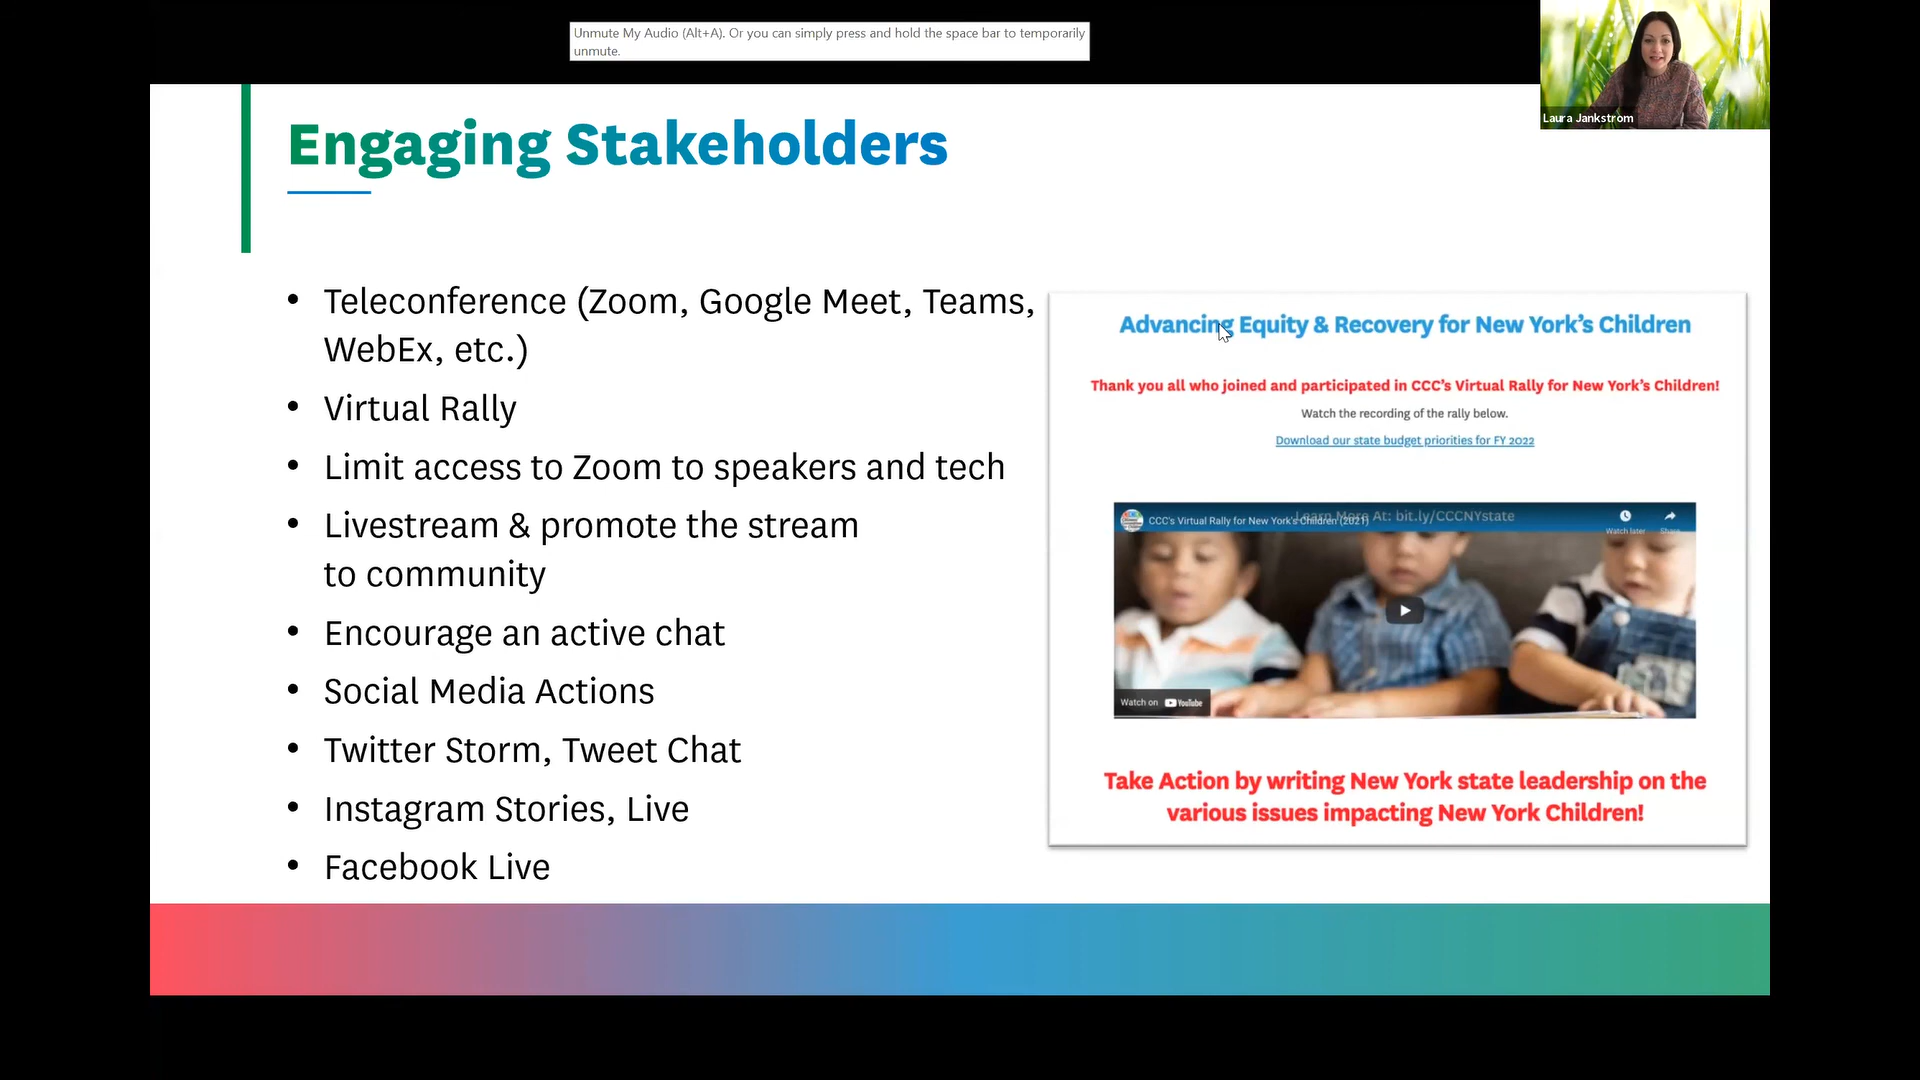 Unmute My Audio (Alt+A). Or you can simply press and hold the space bar to temporarily
unmute.
Laura Jankstrom
Engaging Stakeholders
• Teleconference (Zoom, Google Meet, Teams,
WebEx, etc.)
• Virtual Rally
• Limit access to Zoom to speakers and tech
• Livestream & promote the stream
to community
• Encourage an active chat
• Social Media Actions
• Twitter Storm, Tweet Chat
• Instagram Stories, Live
• Facebook Live
Advancing Equity & Recovery for New York's Children
Thank you all who joined and participated in CCC's Virtual Rally for New York's Children!
Watch the recording of the rally below.
Download our state budget priorities for FY 2022
Learn More At: bit.ly/CCCNYstate
CCC's Virtual Rally for New York's Children (2021)
Watch later
Share
Watch on YouTube
Take Action by writing New York state leadership on the
various issues impacting New York Children!